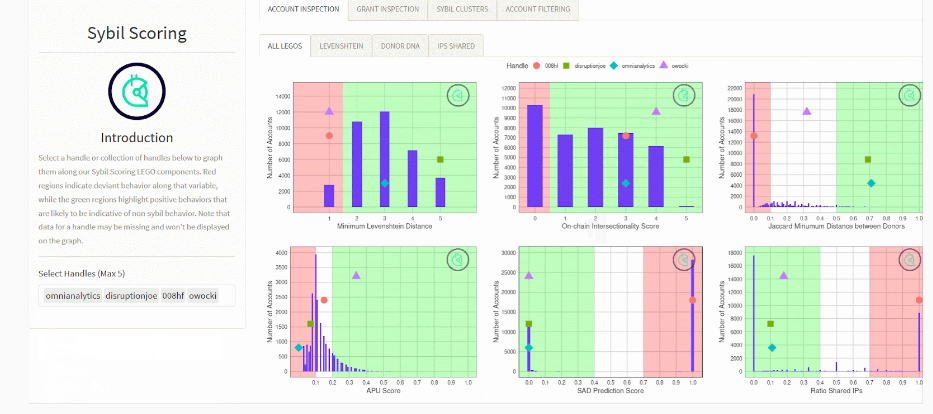 ACCOUNT INSPECTION GRANT INSPECTION SYBIL CLUSTERS ACCOUNT FILTERING
Sybil Scoring
Introduction
Select a handle or collection of handles below to graph
them along our Sybil Scoring LEGO components. Red
regions indicate deviant behavior along that variable,
while the green regions highlight positive behaviors
that are likely to be indicative of non sybil behavior. Note that
data for a handle may be missing and won't be displayed
on the graph.
Select Handles (Max 5)
omnianalytics disruptionjoe 008hf owocki
ALL LEGOS LEVENSHTEIN DONOR DNA IPS SHARED
Handle 008hf disruptionjoe omnianalytics owocki
Number of Accounts
14000
12000
10000
8000
6000
4000
2000
0
1 2 3 4 5
Minimum Levenshtein Distance
Number of Accounts
12000
11000
10000
9000
8000
7000
6000
5000
4000
3000
2000
1000
0
0 1 2 3 4 5
On-chain Intersectionality Score
Number of Accounts
22000
20000
18000
16000
14000
12000
10000
8000
6000
4000
2000
0
0.0 0.1 0.2 0.3 0.4 0.5 0.6 0.7 0.8 0.9 1.0
Jaccard Minumum Distance between Donors
Number of Accounts
4000
3500
3000
2500
2000
1500
1000
500
0
0.1 0.2 0.3 0.4 0.5 0.6 0.7 0.8 0.9 1.0
APU Score
Number of Accounts
30000
25000
20000
15000
10000
5000
0
0.0 0.1 0.2 0.3 0.4 0.5 0.6 0.7 0.8 0.9 1.0
SAD Prediction Score
Number of Accounts
18000
16000
14000
12000
10000
8000
6000
4000
2000
0
0.0 0.1 0.2 0.3 0.4 0.5 0.6 0.7 0.8 0.9 1.0
Ratio Shared IPs